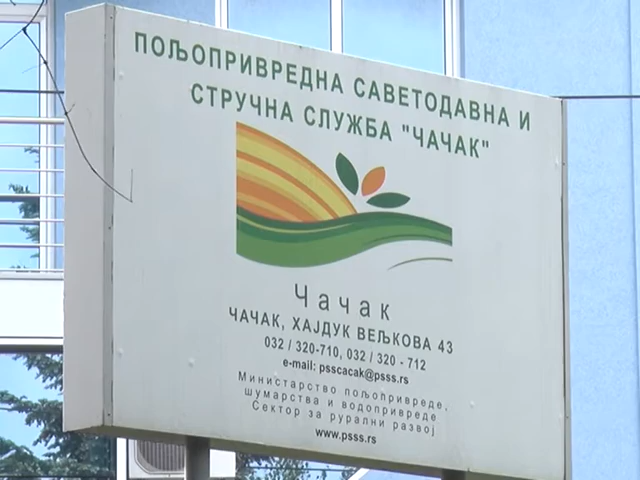 ПОЉОПРИВРЕДНА САВЕТОДАВНА И
СТРУЧНА СЛУЖБА "ЧАЧАК"
Чачак
ЧАЧАК, ХАЈДУК ВЕЉКОВА 43
032 / 320-710, 032 / 320 - 712
e-mail: psscacak@psss.rs
Министарство пољопривреде,
шумарства и водопривреде
Сектор за рурални развој
www.psss.rs